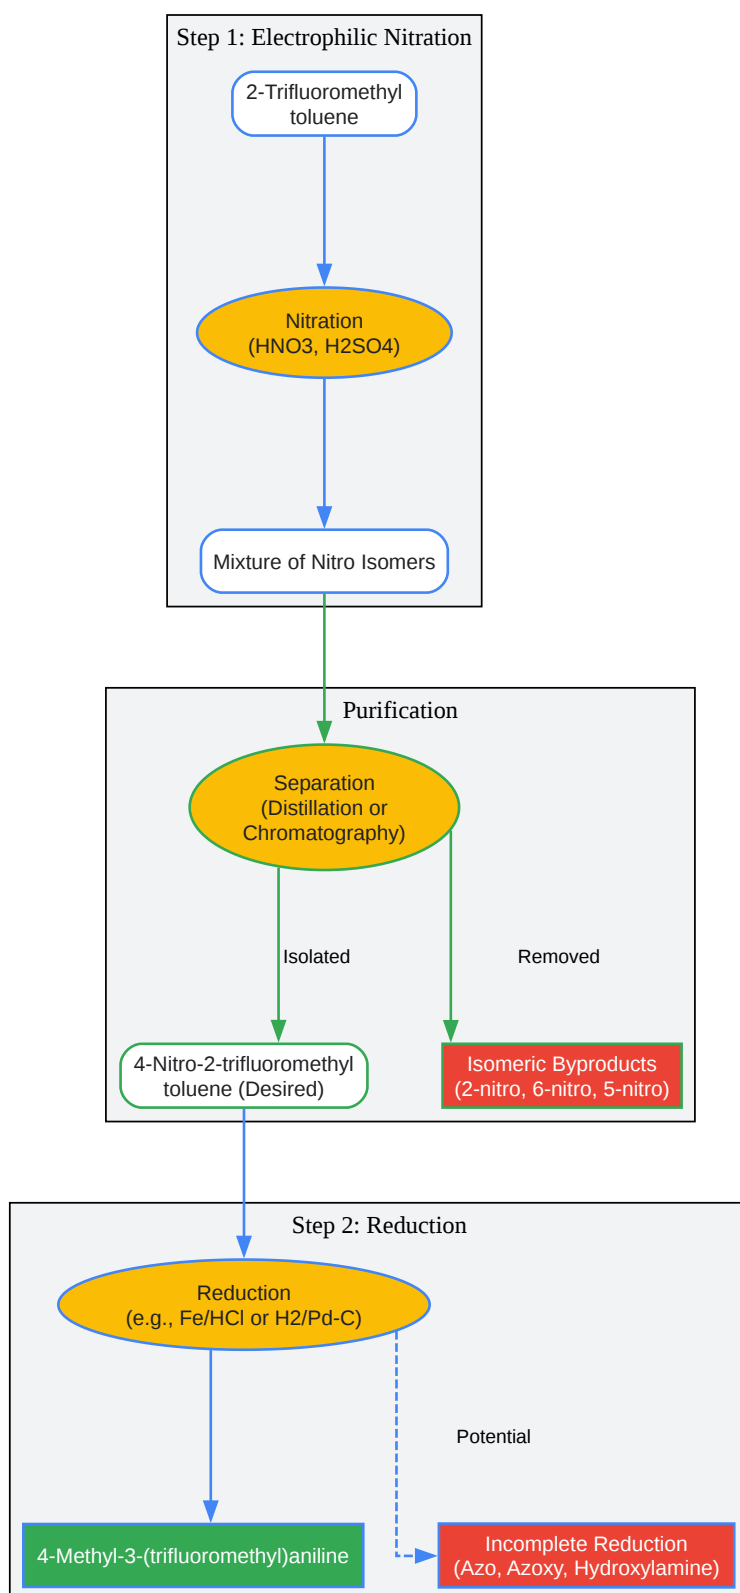 Step 1: Electrophilic Nitration
2-Trifluoromethyl
toluene
Nitration
(HNO3, H2SO4)
Mixture of Nitro Isomers
Purification
Separation
(Distillation or
Chromatography)
Isolated
Removed
4-Nitro-2-trifluoromethyl
toluene (Desired)
Isomeric Byproducts
(2-nitro, 6-nitro, 5-nitro)
Step 2: Reduction
Reduction
(e.g., Fe/HCl or H2/Pd-C)
Potential
4-Methyl-3-(trifluoromethyl)aniline
Incomplete Reduction
(Azo, Azoxy, Hydroxylamine)